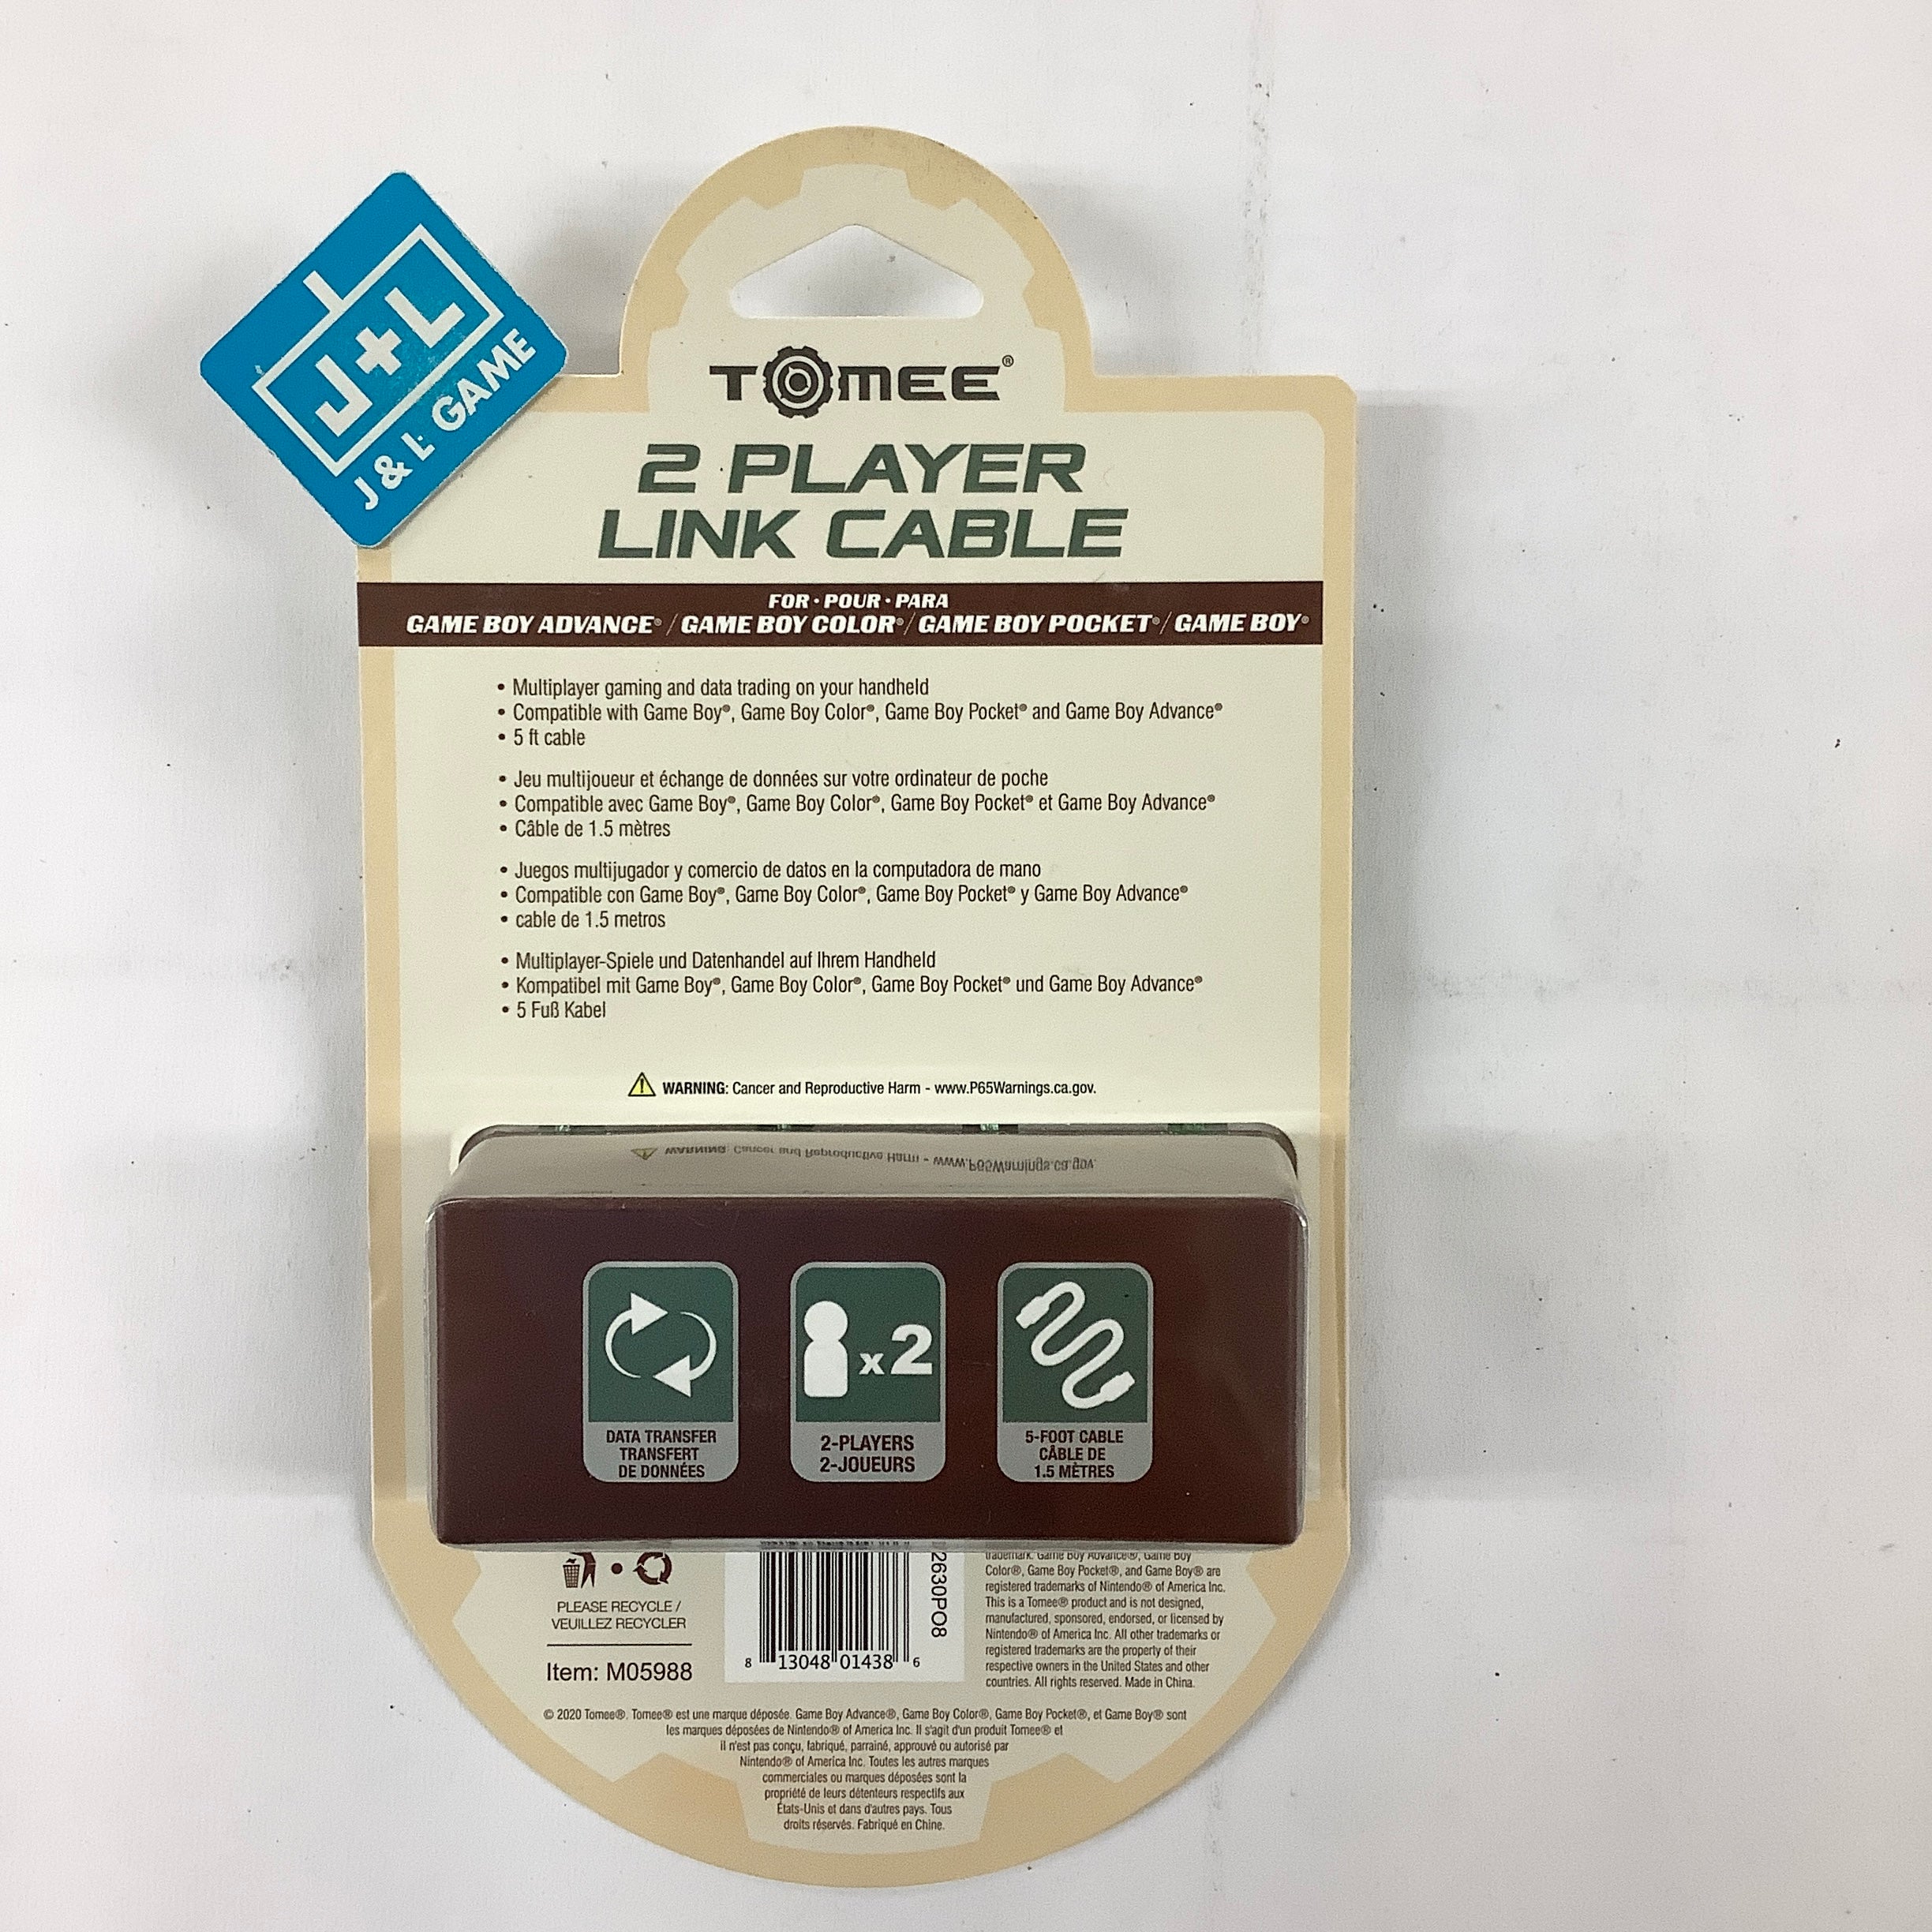 J+L
J & L GAME
TOMEE®
2 PLAYER
LINK CABLE
FOR · POUR · PARA
GAME BOY ADVANCE® / GAME BOY COLOR® / GAME BOY POCKET® / GAME BOY®
• Multiplayer gaming and data trading on your handheld
• Compatible with Game Boy®, Game Boy Color®, Game Boy Pocket® and Game Boy Advance®
• 5 ft cable
• Jeu multijoueur et échange de données sur votre ordinateur de poche
• Compatible avec Game Boy®, Game Boy Color®, Game Boy Pocket® et Game Boy Advance®
• Câble de 1.5 mètres
• Juegos multijugador y comercio de datos en la computadora de mano
• Compatible con Game Boy®, Game Boy Color®, Game Boy Pocket® y Game Boy Advance®
• cable de 1.5 metros
• Multiplayer-Spiele und Datenhandel auf Ihrem Handheld
• Kompatibel mit Game Boy®, Game Boy Color®, Game Boy Pocket® und Game Boy Advance®
• 5 Fuß Kabel
WARNING: Cancer and Reproductive Harm - www.P65Warnings.ca.gov.
DATA TRANSFER
TRANSFERT
DE DONNÉES
x2
2-PLAYERS
2-JOUEURS
5-FOOT CABLE
CÂBLE DE
1.5 MÈTRES
PLEASE RECYCLE /
VEUILLEZ RECYCLER
Item: M05988
8 13048 01438 6
2630PO8
trademark. Game Boy Advance®, Game Boy
Color®, Game Boy Pocket®, and Game Boy® are
registered trademarks of Nintendo® of America Inc.
This is a Tomee® product and is not designed,
manufactured, sponsored, endorsed, or licensed by
Nintendo® of America Inc. All other trademarks or
registered trademarks are the property of their
respective owners in the United States and other
countries. All rights reserved. Made in China.
© 2020 Tomee®. Tomee® est une marque déposée. Game Boy Advance®, Game Boy Color®, Game Boy Pocket®, et Game Boy® sont
les marques déposées de Nintendo® of America Inc. Il s'agit d'un produit Tomee® et
il n'est pas conçu, fabriqué, parrainé, approuvé ou autorisé par
Nintendo® of America Inc. Toutes les autres marques
commerciales ou marques déposées sont la
propriété de leurs détenteurs respectifs aux
États-Unis et dans d'autres pays. Tous
droits réservés. Fabriqué en Chine.